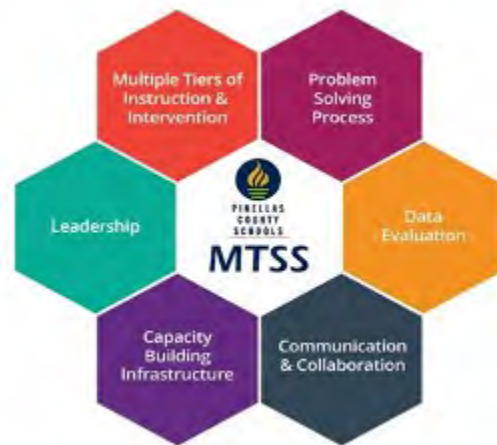 Multiple Tiers of
Instruction &
Intervention
Problem
Solving
Process
Leadership
PINELLAS
COUNTY
SCHOOLS
MTSS
Data
Evaluation
Capacity
Building
Infrastructure
Communication
& Collaboration